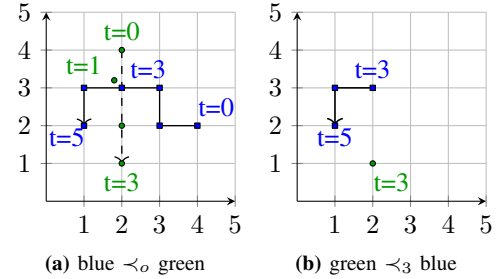 5
4
3
2
1
1 2 3 4 5
t=0
t=1
t=3
t=0
t=5
t=3
(a) blue ≺ₒ green
5
4
3
2
1
1 2 3 4 5
t=3
t=5
t=3
(b) green ≺₃ blue